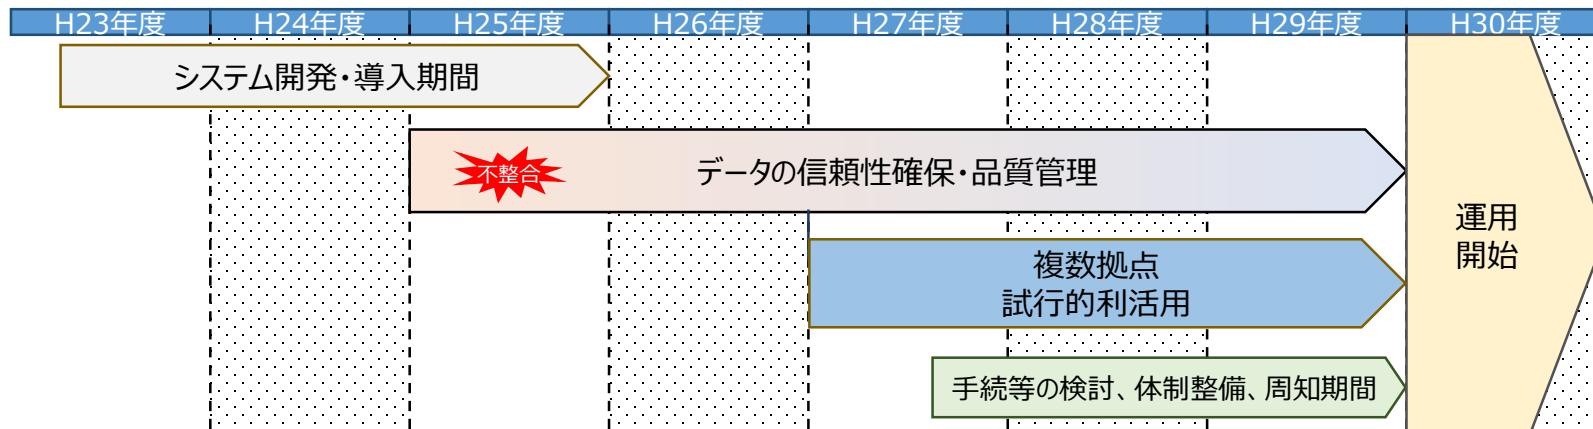 H23年度
H24年度
H25年度
H26年度
H27年度
H28年度
H29年度
H30年度
システム開発・導入期間
不整合
データの信頼性確保・品質管理
運用
開始
複数拠点
試行的利活用
手続等の検討、体制整備、周知期間